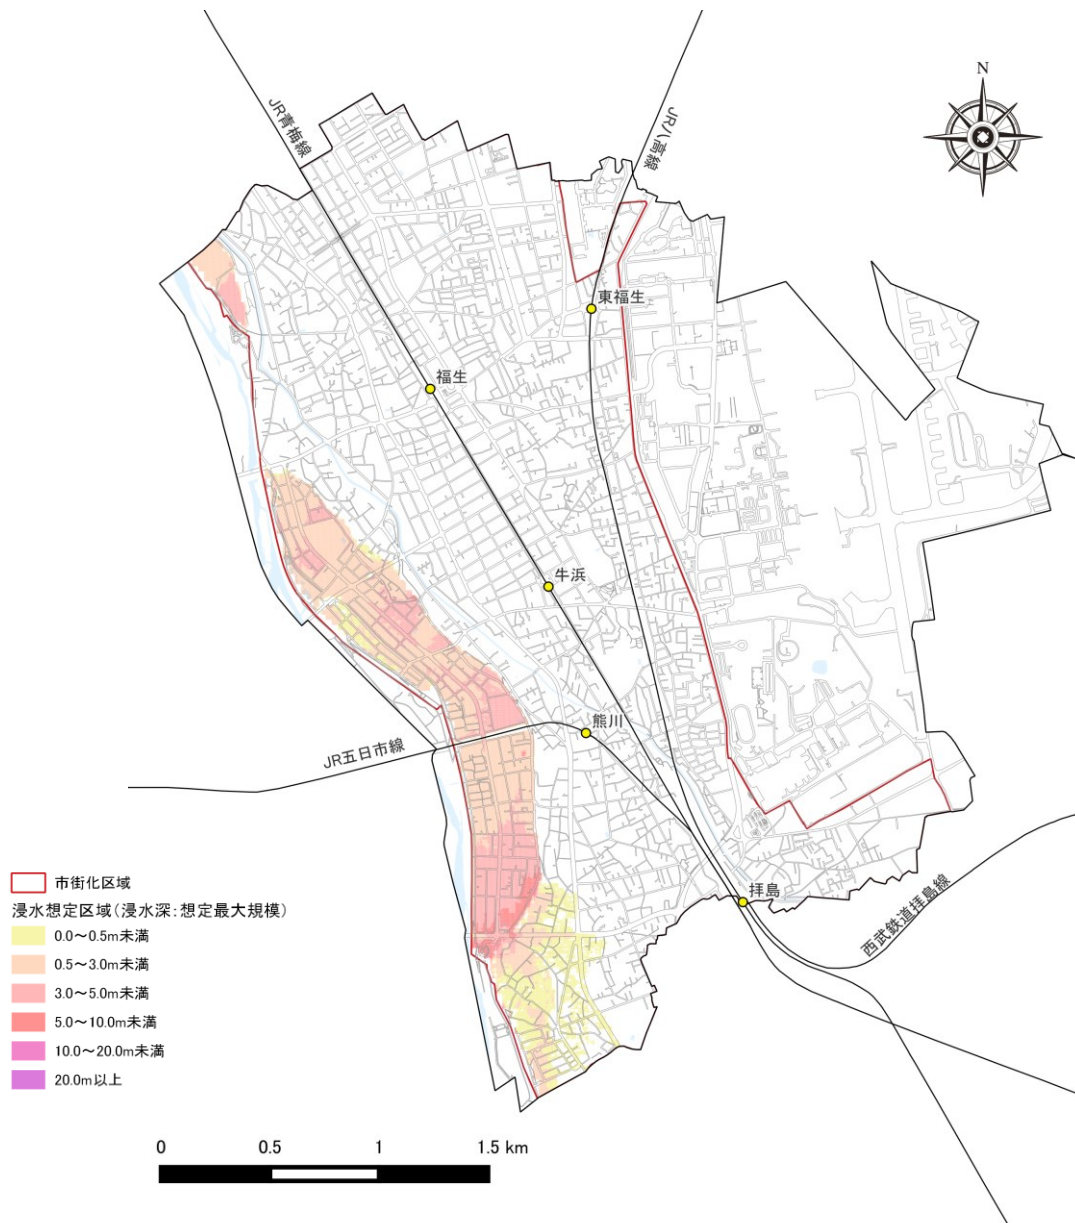 N
JR青梅線
JR八高線
東福生
福生
牛浜
熊川
JR五日市線
拝島
西武鉄道拝島線
市街化区域
浸水想定区域(浸水深:想定最大規模)
0.0～0.5m未満
0.5～3.0m未満
3.0～5.0m未満
5.0～10.0m未満
10.0～20.0m未満
20.0m以上
0 0.5 1 1.5 km